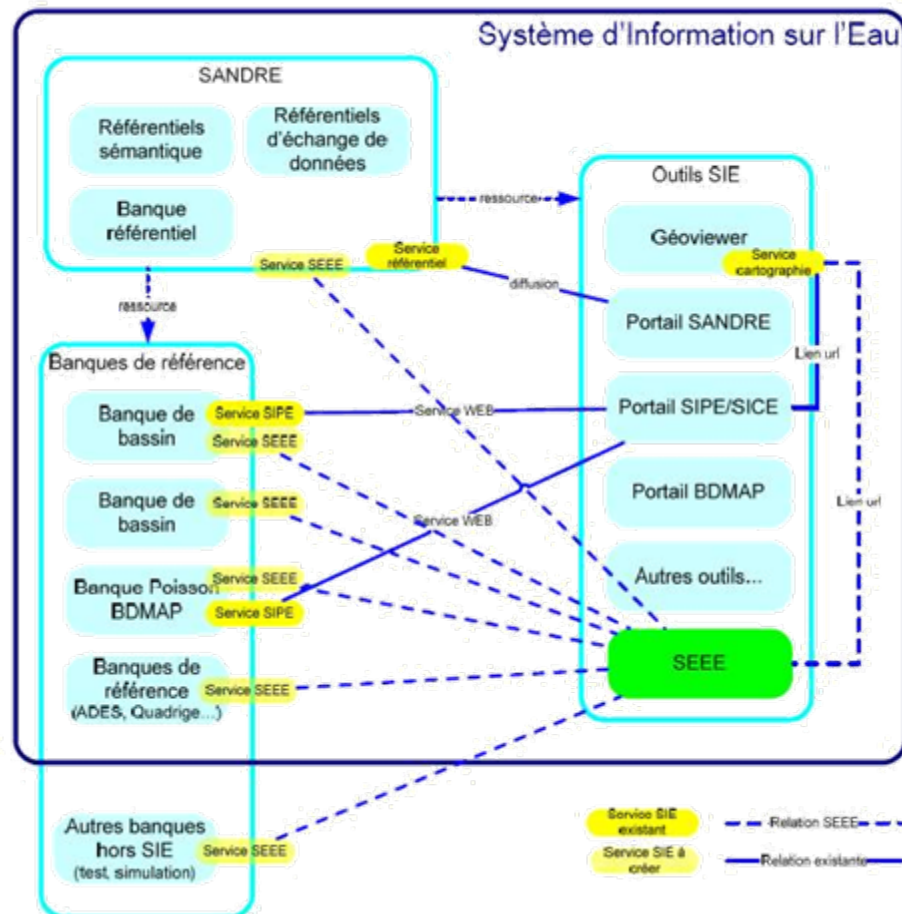 Système d'Information sur l'Eau
SANDRE
Référentiels
sémantique
Référentiels
d'échange de
données
Banque
référentiel
Service SEEE
Service
référentiel
ressource
ressource
diffusion
Outils SIE
Géoviewer
Service
cartographie
Portail SANDRE
Lien url
Portail SIPE/SICE
Portail BDMAP
Lien url
Autres outils...
SEEE
Banques de référence
Banque de
bassin
Service SIPE
Service SEEE
Service WEB
Banque de
bassin
Service SEEE
Service WEB
Banque Poisson
BDMAP
Service SEEE
Service SIPE
Banques de
référence
(ADES, Quadrige...)
Service SEEE
Autres banques
hors SIE
(test, simulation)
Service SEEE
Service SIE
existant
Relation SEEE
Service SIE à
créer
Relation existante